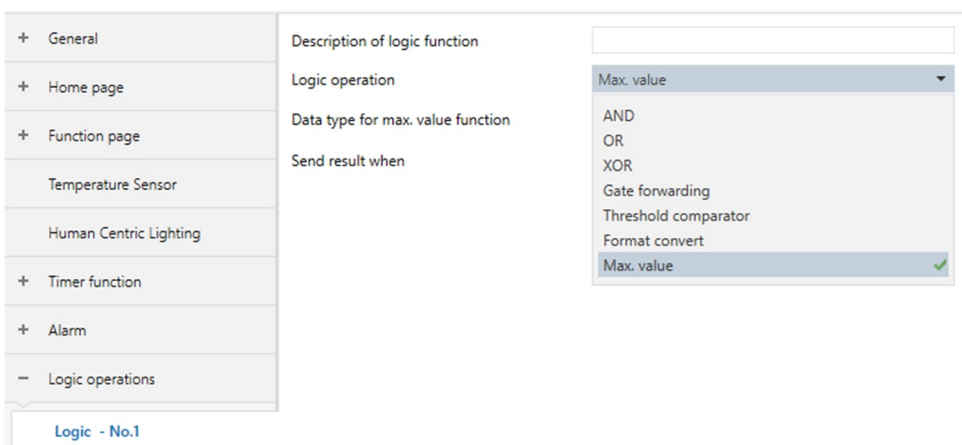 General
Home page
Function page
Temperature Sensor
Human Centric Lighting
Timer function
Alarm
Logic operations
Logic - No.1
Description of logic function
Logic operation
Max. value
Data type for max. value function
Send result when
AND
OR
XOR
Gate forwarding
Threshold comparator
Format convert
Max. value